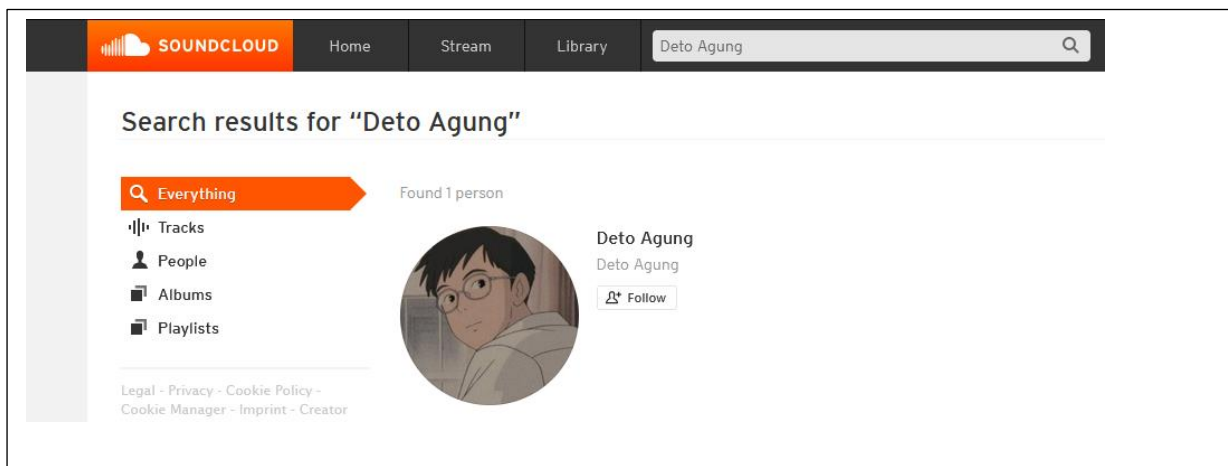 SOUNDCLOUD Home Stream Library Deto Agung
Search results for “Deto Agung”
Everything
Found 1 person
Tracks
People
Albums
Playlists
Deto Agung
Deto Agung
Follow
Legal - Privacy - Cookie Policy -
Cookie Manager - Imprint - Creator